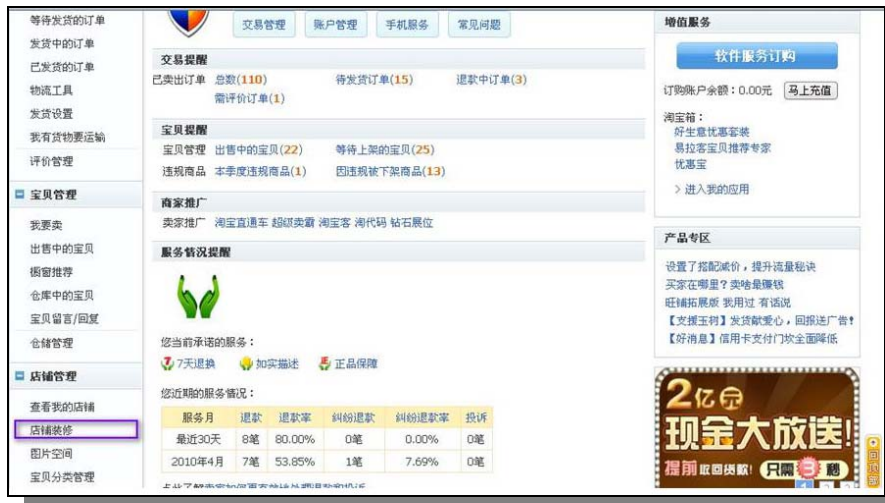 等待发货的订单
发货中的订单
已发货的订单
物流工具
发货设置
我有货物要运输
评价管理
宝贝管理
我要卖
出售中的宝贝
橱窗推荐
仓库中的宝贝
宝贝留言/回复
仓储管理
店铺管理
查看我的店铺
店铺装修
图片空间
宝贝分类管理
交易管理 账户管理 手机服务 常见问题
交易提醒
已卖出订单 总数(110) 待发货订单(15) 退款中订单(3)
需评价订单(1)
宝贝提醒
宝贝管理 出售中的宝贝(22) 等待上架的宝贝(25)
违规商品 本季度违规商品(1) 因违规被下架商品(13)
商家推广
卖家推广 淘宝直通车 超级卖霸 淘宝客 淘代码 钻石展位
服务情况提醒
您当前承诺的服务：
7天退换 如实描述 正品保障
您近期的服务情况：
服务月 退款 退款率 纠纷退款 纠纷退款率 投诉
最近30天 8笔 80.00% 0笔 0.00% 0笔
2010年4月 7笔 53.85% 1笔 7.69% 0笔
增值服务
软件服务订购
订购账户余额：0.00元 马上充值
淘宝箱：
好生意优惠套装
易拉客宝贝推荐专家
优惠宝
> 进入我的应用
产品专区
设置了搭配减价，提升流量秘诀
买家在哪里？卖啥最赚钱
旺铺拓展版 我用过 有话说
【支援玉树】发货献爱心，回报送广告!
【好消息】信用卡支付门坎全面降低
2亿元
现金大放送!
提前收回货款! 只需3秒
1 2 3
回顶部